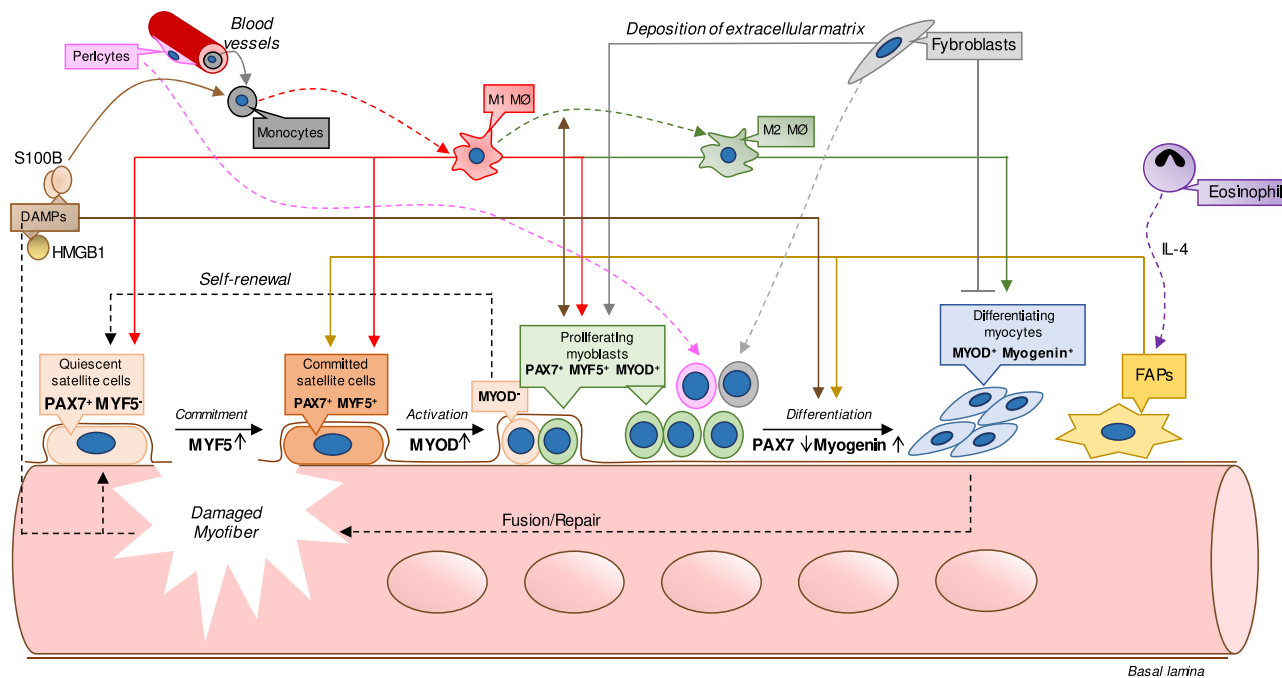 Blood
vessels
Deposition of extracellular matrix
Fybroblasts
Pericytes
M1 MØ
M2 MØ
Monocytes
S100B
DAMPs
HMGB1
Eosinophil
IL-4
Self-renewal
Quiescent
satellite cells
PAX7⁺ MYF5⁻
Commitment
MYF5↑
Committed
satellite cells
PAX7⁺ MYF5⁺
Activation
MYOD↑
MYOD⁻
Proliferating
myoblasts
PAX7⁺ MYF5⁺ MYOD⁺
Differentiation
PAX7 ↓Myogenin ↑
Differentiating
myocytes
MYOD⁺ Myogenin⁺
FAPs
Damaged
Myofiber
Fusion/Repair
Basal lamina